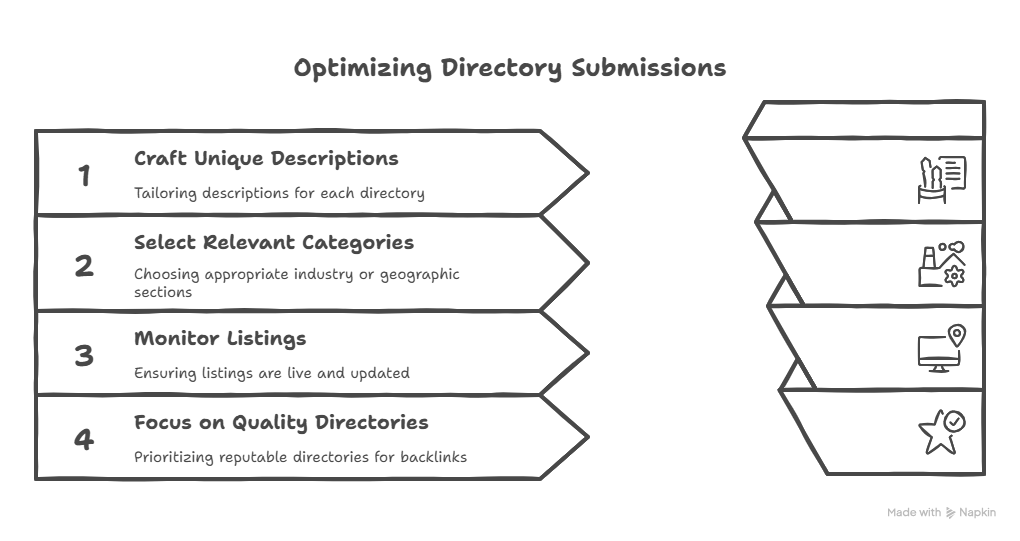 Optimizing Directory Submissions
1
Craft Unique Descriptions
Tailoring descriptions for each directory
2
Select Relevant Categories
Choosing appropriate industry or geographic
sections
3
Monitor Listings
Ensuring listings are live and updated
4
Focus on Quality Directories
Prioritizing reputable directories for backlinks
Made with Napkin